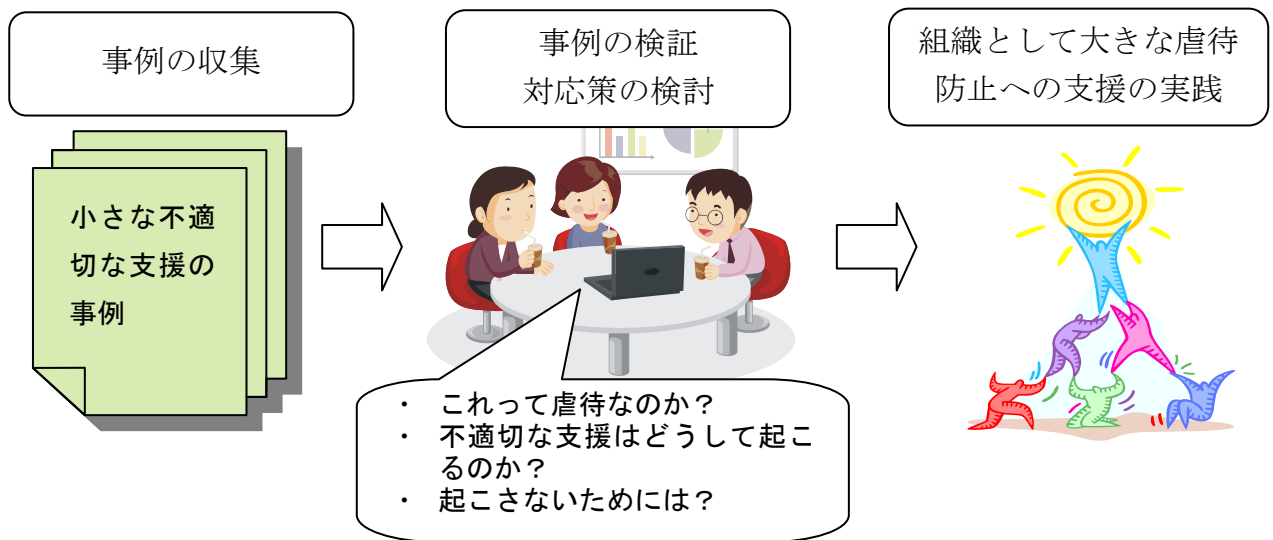 事例の収集
小さな不適
切な支援の
事例
事例の検証
対応策の検討
・ これって虐待なのか？
・ 不適切な支援はどうして起こ
るのか？
・ 起こさないためには？
組織として大きな虐待
防止への支援の実践